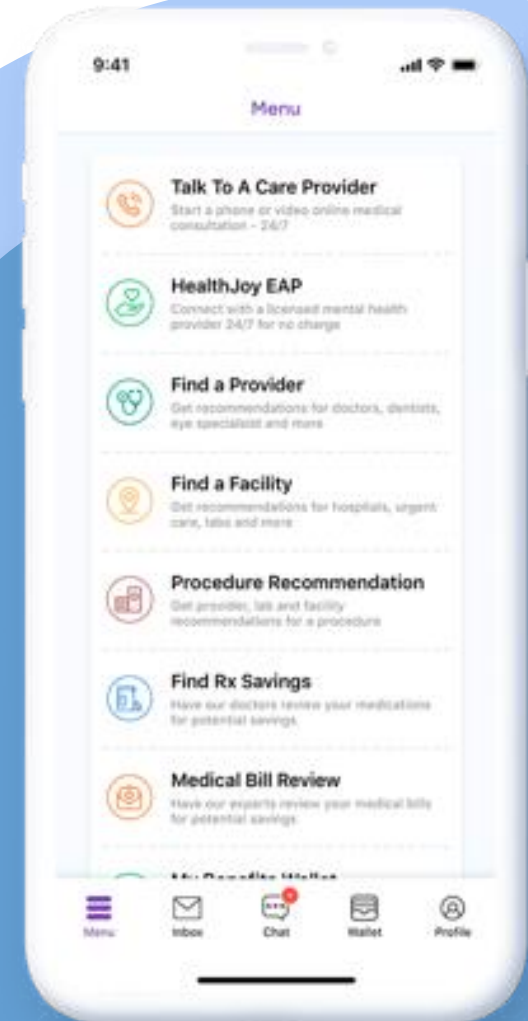 9:41
Menu
Talk To A Care Provider
Start a phone or video online medical
consultation - 24/7
HealthJoy EAP
Connect with a licensed mental health
provider 24/7 for no charge
Find a Provider
Get recommendations for doctors, dentists,
eye specialist and more
Find a Facility
Get recommendations for hospitals, urgent
care, labs and more
Procedure Recommendation
Get provider, lab and facility
recommendations for a procedure
Find Rx Savings
Have our doctors review your medications
for potential savings
Medical Bill Review
Have our experts review your medical bills
for potential savings
My Benefits Wallet
Menu Inbox Chat Wallet Profile